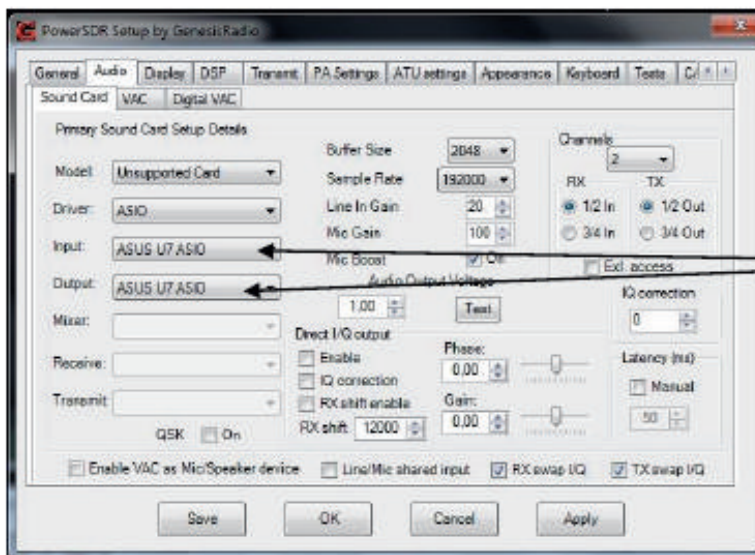 PowerSDR Setup by GenesisRadio
General Audio Display DSP Transmit PA Settings ATU settings Appearance Keyboard Tests
Sound Card VAC Digital VAC
Primary Sound Card Setup Details
Model: Unsupported Card
Driver: ASIO
Input: ASUS U7 ASIO
Output: ASUS U7 ASIO
Mixer:
Receive:
Transmit
QSK On
Buffer Size 2048
Sample Rate 192000
Line In Gain 20
Mic Gain 100
Mic Boost On
Audio Output Voltage
1,00 Test
Direct I/Q output
Enable
IQ correction
RX shift enable
RX shift 12000
Phase:
0,00
Gain:
0,00
Channels
2
RX TX
1/2 In 1/2 Out
3/4 In 3/4 Out
Exl. access
IQ correction
0
Latency (ms)
Manual
50
Enable VAC as Mic/Speaker device Line/Mic shared input RX swap I/Q TX swap I/Q
Save OK Cancel Apply